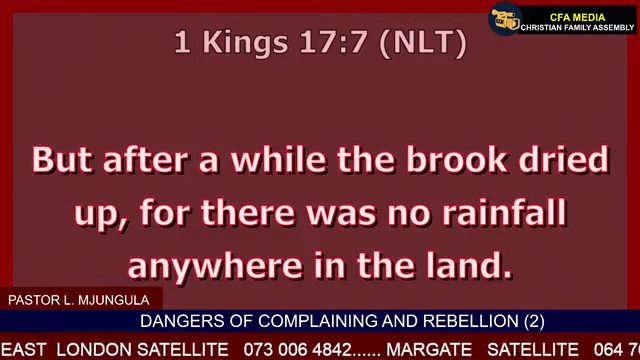 CFA MEDIA
CHRISTIAN FAMILY ASSEMBLY
1 Kings 17:7 (NLT)
But after a while the brook dried
up, for there was no rainfall
anywhere in the land.
PASTOR L. MJUNGULA
DANGERS OF COMPLAINING AND REBELLION (2)
EAST LONDON SATELLITE 073 006 4842...... MARGATE SATELLITE 064 7